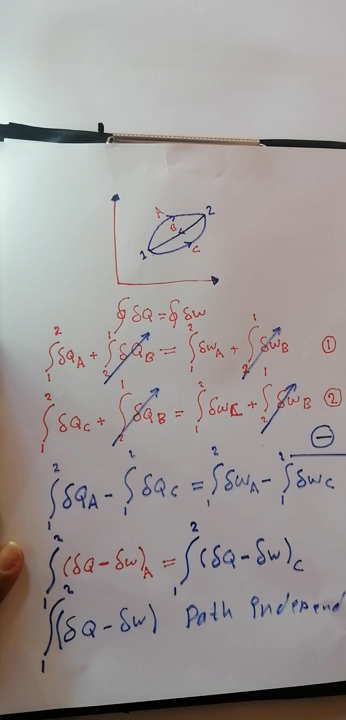 A 2
B
1 C
∮ δQ = ∮ δW
∫₁² δQ_A + ∫₂¹ δQ_B = ∫₁² δW_A + ∫₂¹ δW_B ①
∫₁² δQ_C + ∫₂¹ δQ_B = ∫₁² δW_C + ∫₂¹ δW_B ②
−
∫₁² δQ_A − ∫₁² δQ_C = ∫₁² δW_A − ∫₁² δW_C
∫₁² (δQ − δW)_A = ∫₁² (δQ − δW)_C
∫₁² (δQ − δW) Path independ